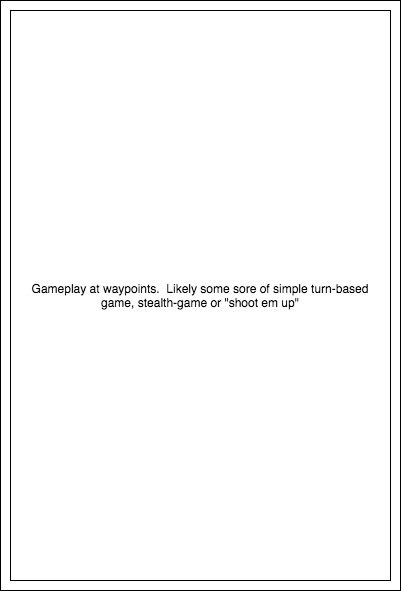 Gameplay at waypoints.  Likely some sore of simple turn-based
game, stealth-game or "shoot em up"